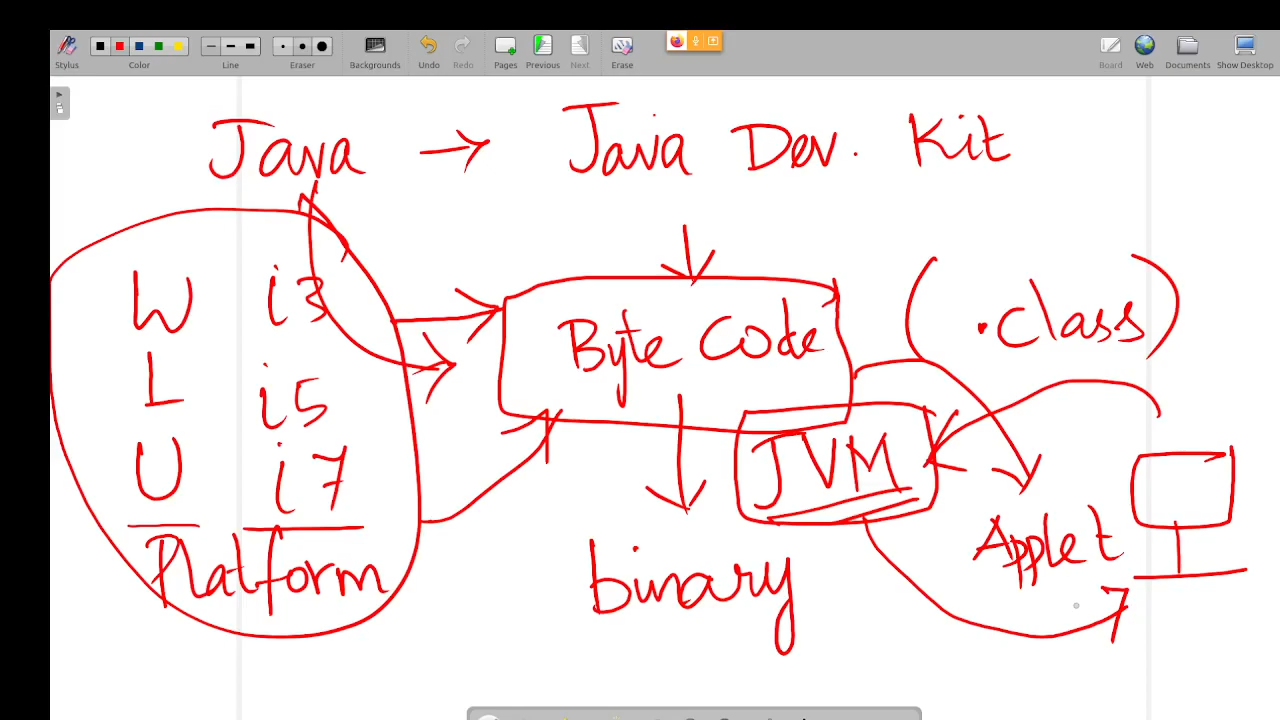 Stylus Color Line Eraser Backgrounds Undo Redo Pages Previous Next Erase Board Web Documents Show Desktop
Java → Java Dev. Kit
W i3
L i5
U i7
Platform
Byte Code
(.class)
JVM
binary
Applet